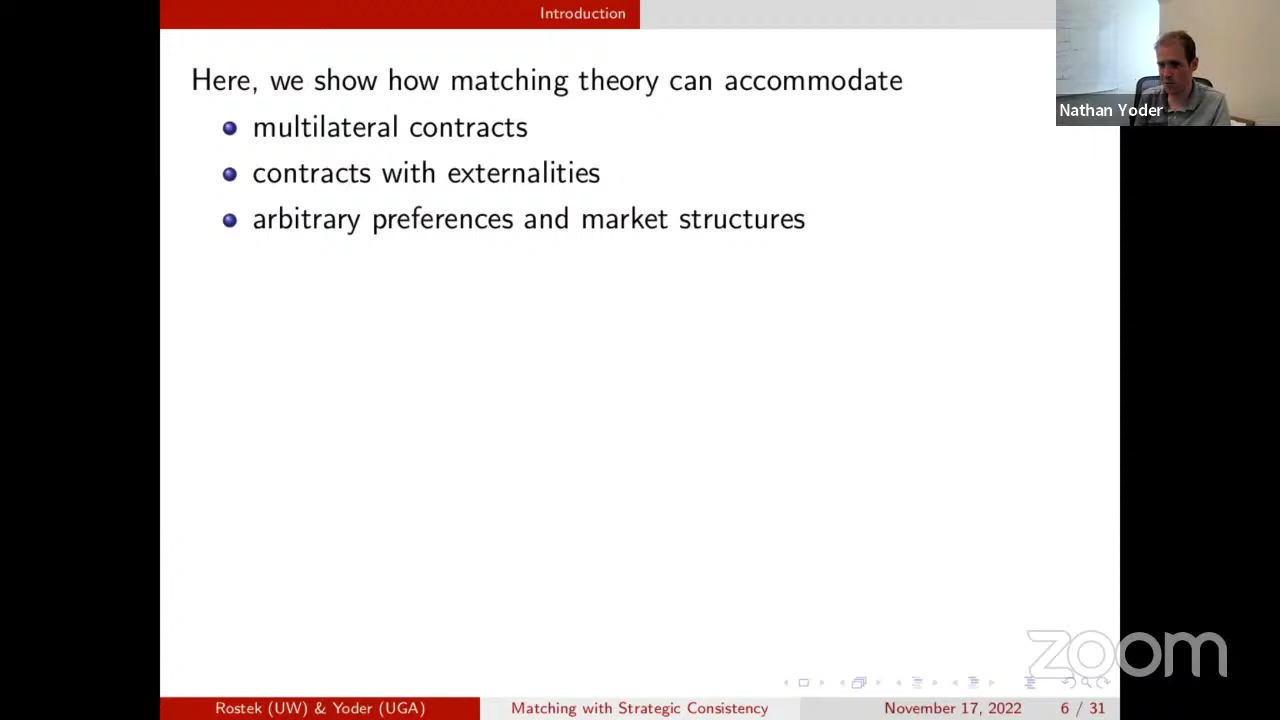 Introduction
Here, we show how matching theory can accommodate
multilateral contracts
contracts with externalities
arbitrary preferences and market structures
Nathan Yoder
zoom
Rostek (UW) & Yoder (UGA)
Matching with Strategic Consistency
November 17, 2022
6 / 31